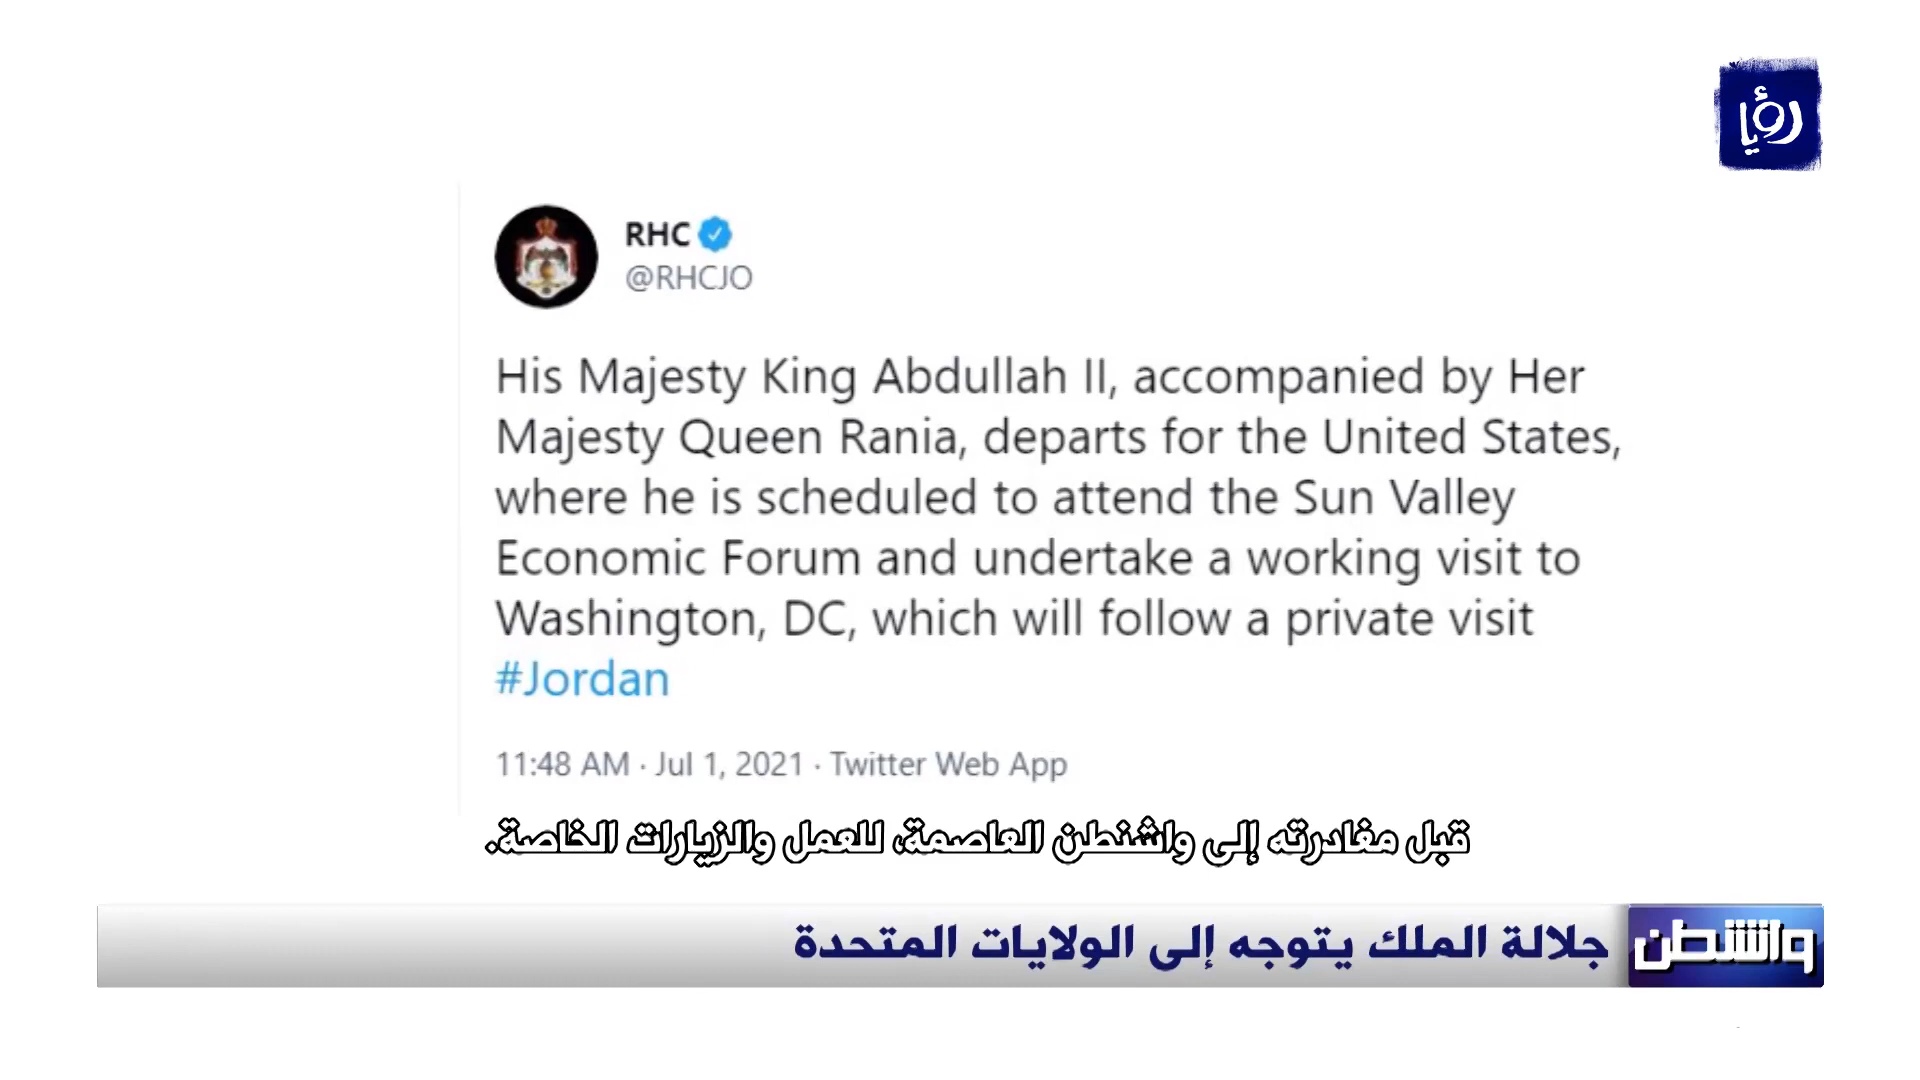 رؤيا
RHC
@RHCJO
His Majesty King Abdullah II, accompanied by Her
Majesty Queen Rania, departs for the United States,
where he is scheduled to attend the Sun Valley
Economic Forum and undertake a working visit to
Washington, DC, which will follow a private visit
#Jordan
11:48 AM · Jul 1, 2021 · Twitter Web App
قبل مغادرته إلى واشنطن العاصمة، للعمل والزيارات الخاصة.
واشنطن
جلالة الملك يتوجه إلى الولايات المتحدة